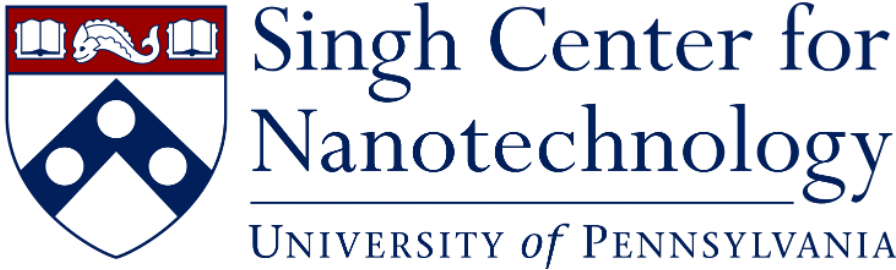 Singh Center for
Nanotechnology
UNIVERSITY of PENNSYLVANIA